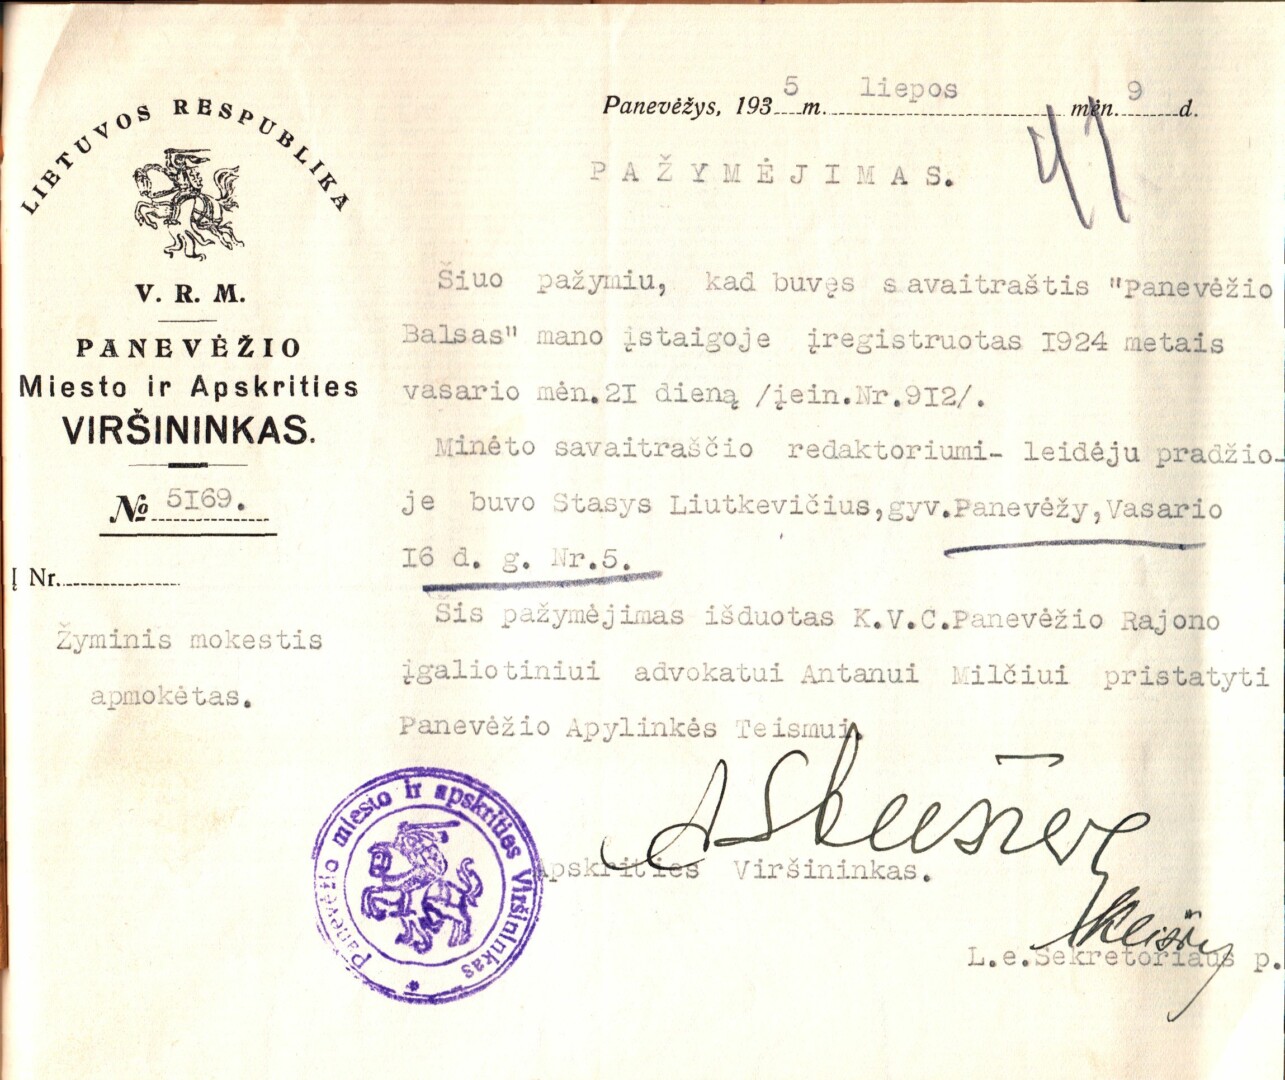 LIETUVOS RESPUBLIKA
V. R. M.
PANEVĖŽIO
Miesto ir Apskrities
VIRŠININKAS.
№ 5169.
Į Nr.
Žyminis mokestis
apmokėtas.
Panevėžys, 1935 m. liepos mėn. 9 d.
41
PAŽYMĖJIMAS.
Šiuo pažymiu, kad buvęs savaitraštis "Panevėžio
Balsas" mano įstaigoje įregistruotas I924 metais
vasario mėn.2I dieną /įein.Nr.9I2/.
Minėto savaitraščio redaktoriumi- leidėju pradžio-
je buvo Stasys Liutkevičius,gyv.Panevėžy,Vasario
I6 d. g. Nr.5.
Šis pažymėjimas išduotas K.V.C.Panevėžio Rajono
įgaliotiniui advokatui Antanui Milčiui pristatyti
Panevėžio Apylinkės Teismui.
Apskrities Viršininkas.
L.e.Sekretoriaus p.
Panevėžio miesto ir apskrities Viršininkas *